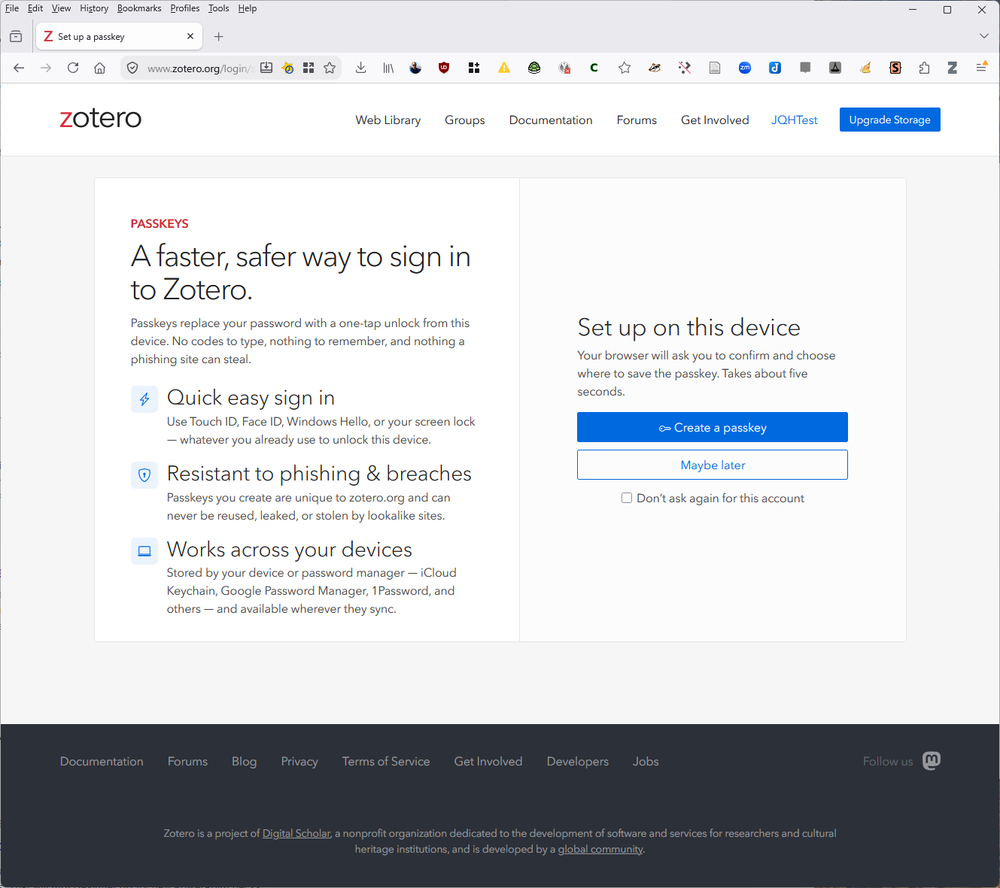 File Edit View History Bookmarks Profiles Tools Help
Set up a passkey
www.zotero.org/login/
zotero
Web Library Groups Documentation Forums Get Involved JQHTest Upgrade Storage
PASSKEYS
A faster, safer way to sign in
to Zotero.
Passkeys replace your password with a one-tap unlock from this
device. No codes to type, nothing to remember, and nothing a
phishing site can steal.
Quick easy sign in
Use Touch ID, Face ID, Windows Hello, or your screen lock
— whatever you already use to unlock this device.
Resistant to phishing & breaches
Passkeys you create are unique to zotero.org and can
never be reused, leaked, or stolen by lookalike sites.
Works across your devices
Stored by your device or password manager — iCloud
Keychain, Google Password Manager, 1Password, and
others — and available wherever they sync.
Set up on this device
Your browser will ask you to confirm and choose
where to save the passkey. Takes about five
seconds.
Create a passkey
Maybe later
Don't ask again for this account
Documentation Forums Blog Privacy Terms of Service Get Involved Developers Jobs Follow us
Zotero is a project of Digital Scholar, a nonprofit organization dedicated to the development of software and services for researchers and cultural
heritage institutions, and is developed by a global community.